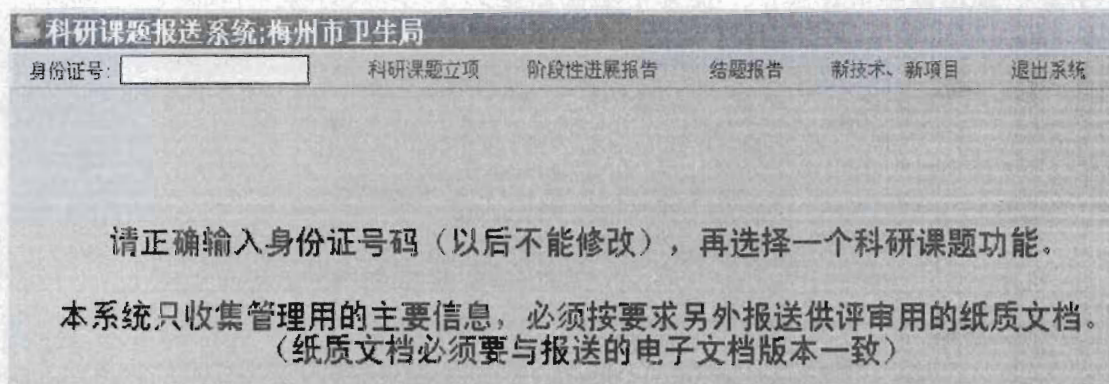 科研课题报送系统:梅州市卫生局
身份证号: 科研课题立项 阶段性进展报告 结题报告 新技术、新项目 退出系统
请正确输入身份证号码（以后不能修改），再选择一个科研课题功能。
本系统只收集管理用的主要信息，必须按要求另外报送供评审用的纸质文档。
（纸质文档必须要与报送的电子文档版本一致）